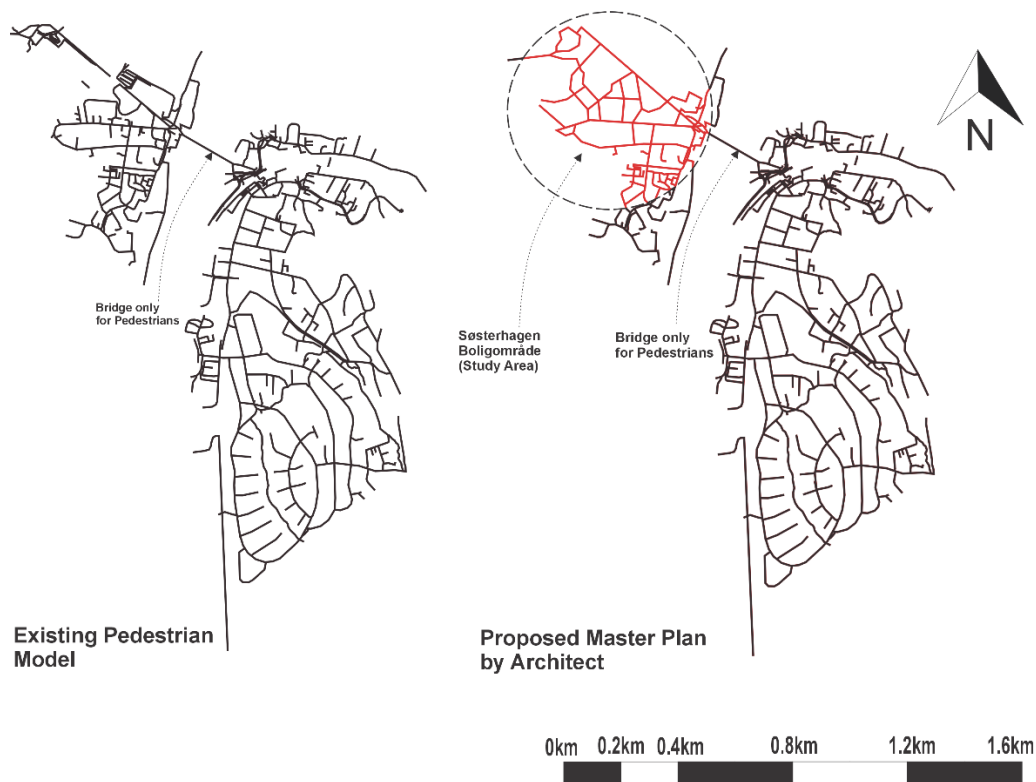 N
Bridge only
for Pedestrians
Søsterhagen
Boligområde
(Study Area)
Bridge only
for Pedestrians
Existing Pedestrian
Model
Proposed Master Plan
by Architect
0km 0.2km 0.4km 0.8km 1.2km 1.6km